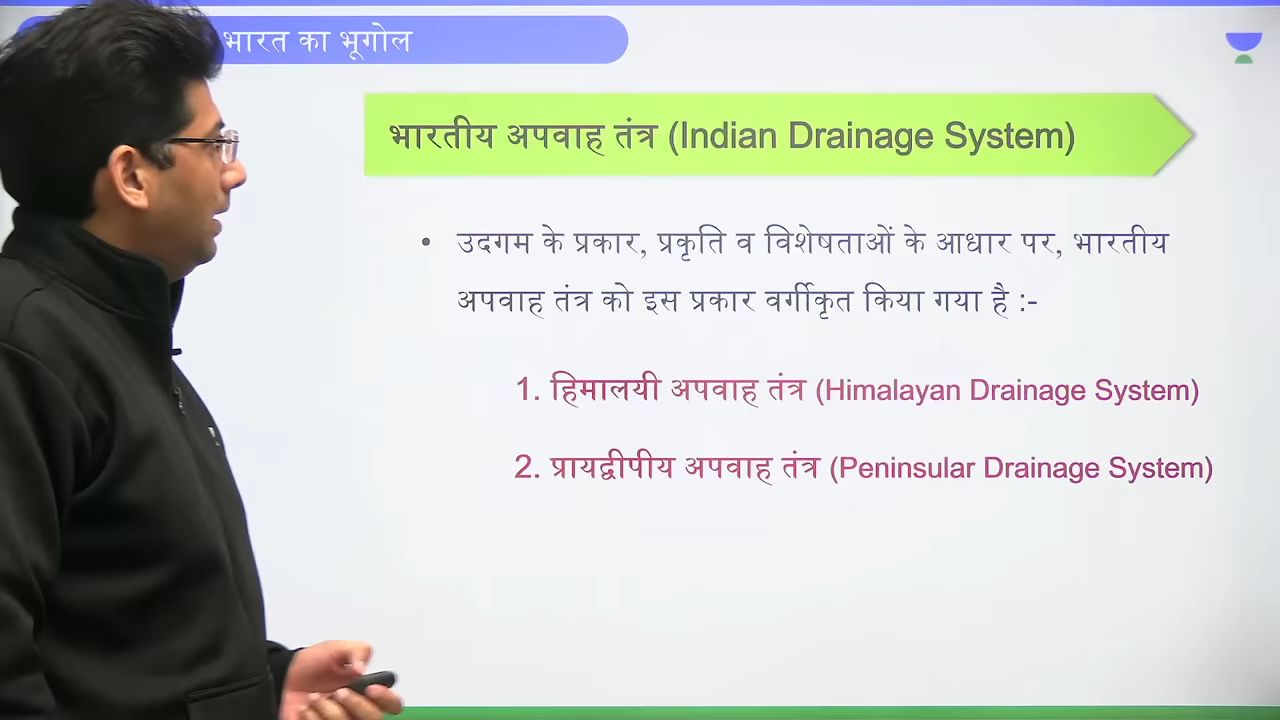 भारत का भूगोल
भारतीय अपवाह तंत्र (Indian Drainage System)
• उदगम के प्रकार, प्रकृति व विशेषताओं के आधार पर, भारतीय
अपवाह तंत्र को इस प्रकार वर्गीकृत किया गया है :-
1. हिमालयी अपवाह तंत्र (Himalayan Drainage System)
2. प्रायद्वीपीय अपवाह तंत्र (Peninsular Drainage System)